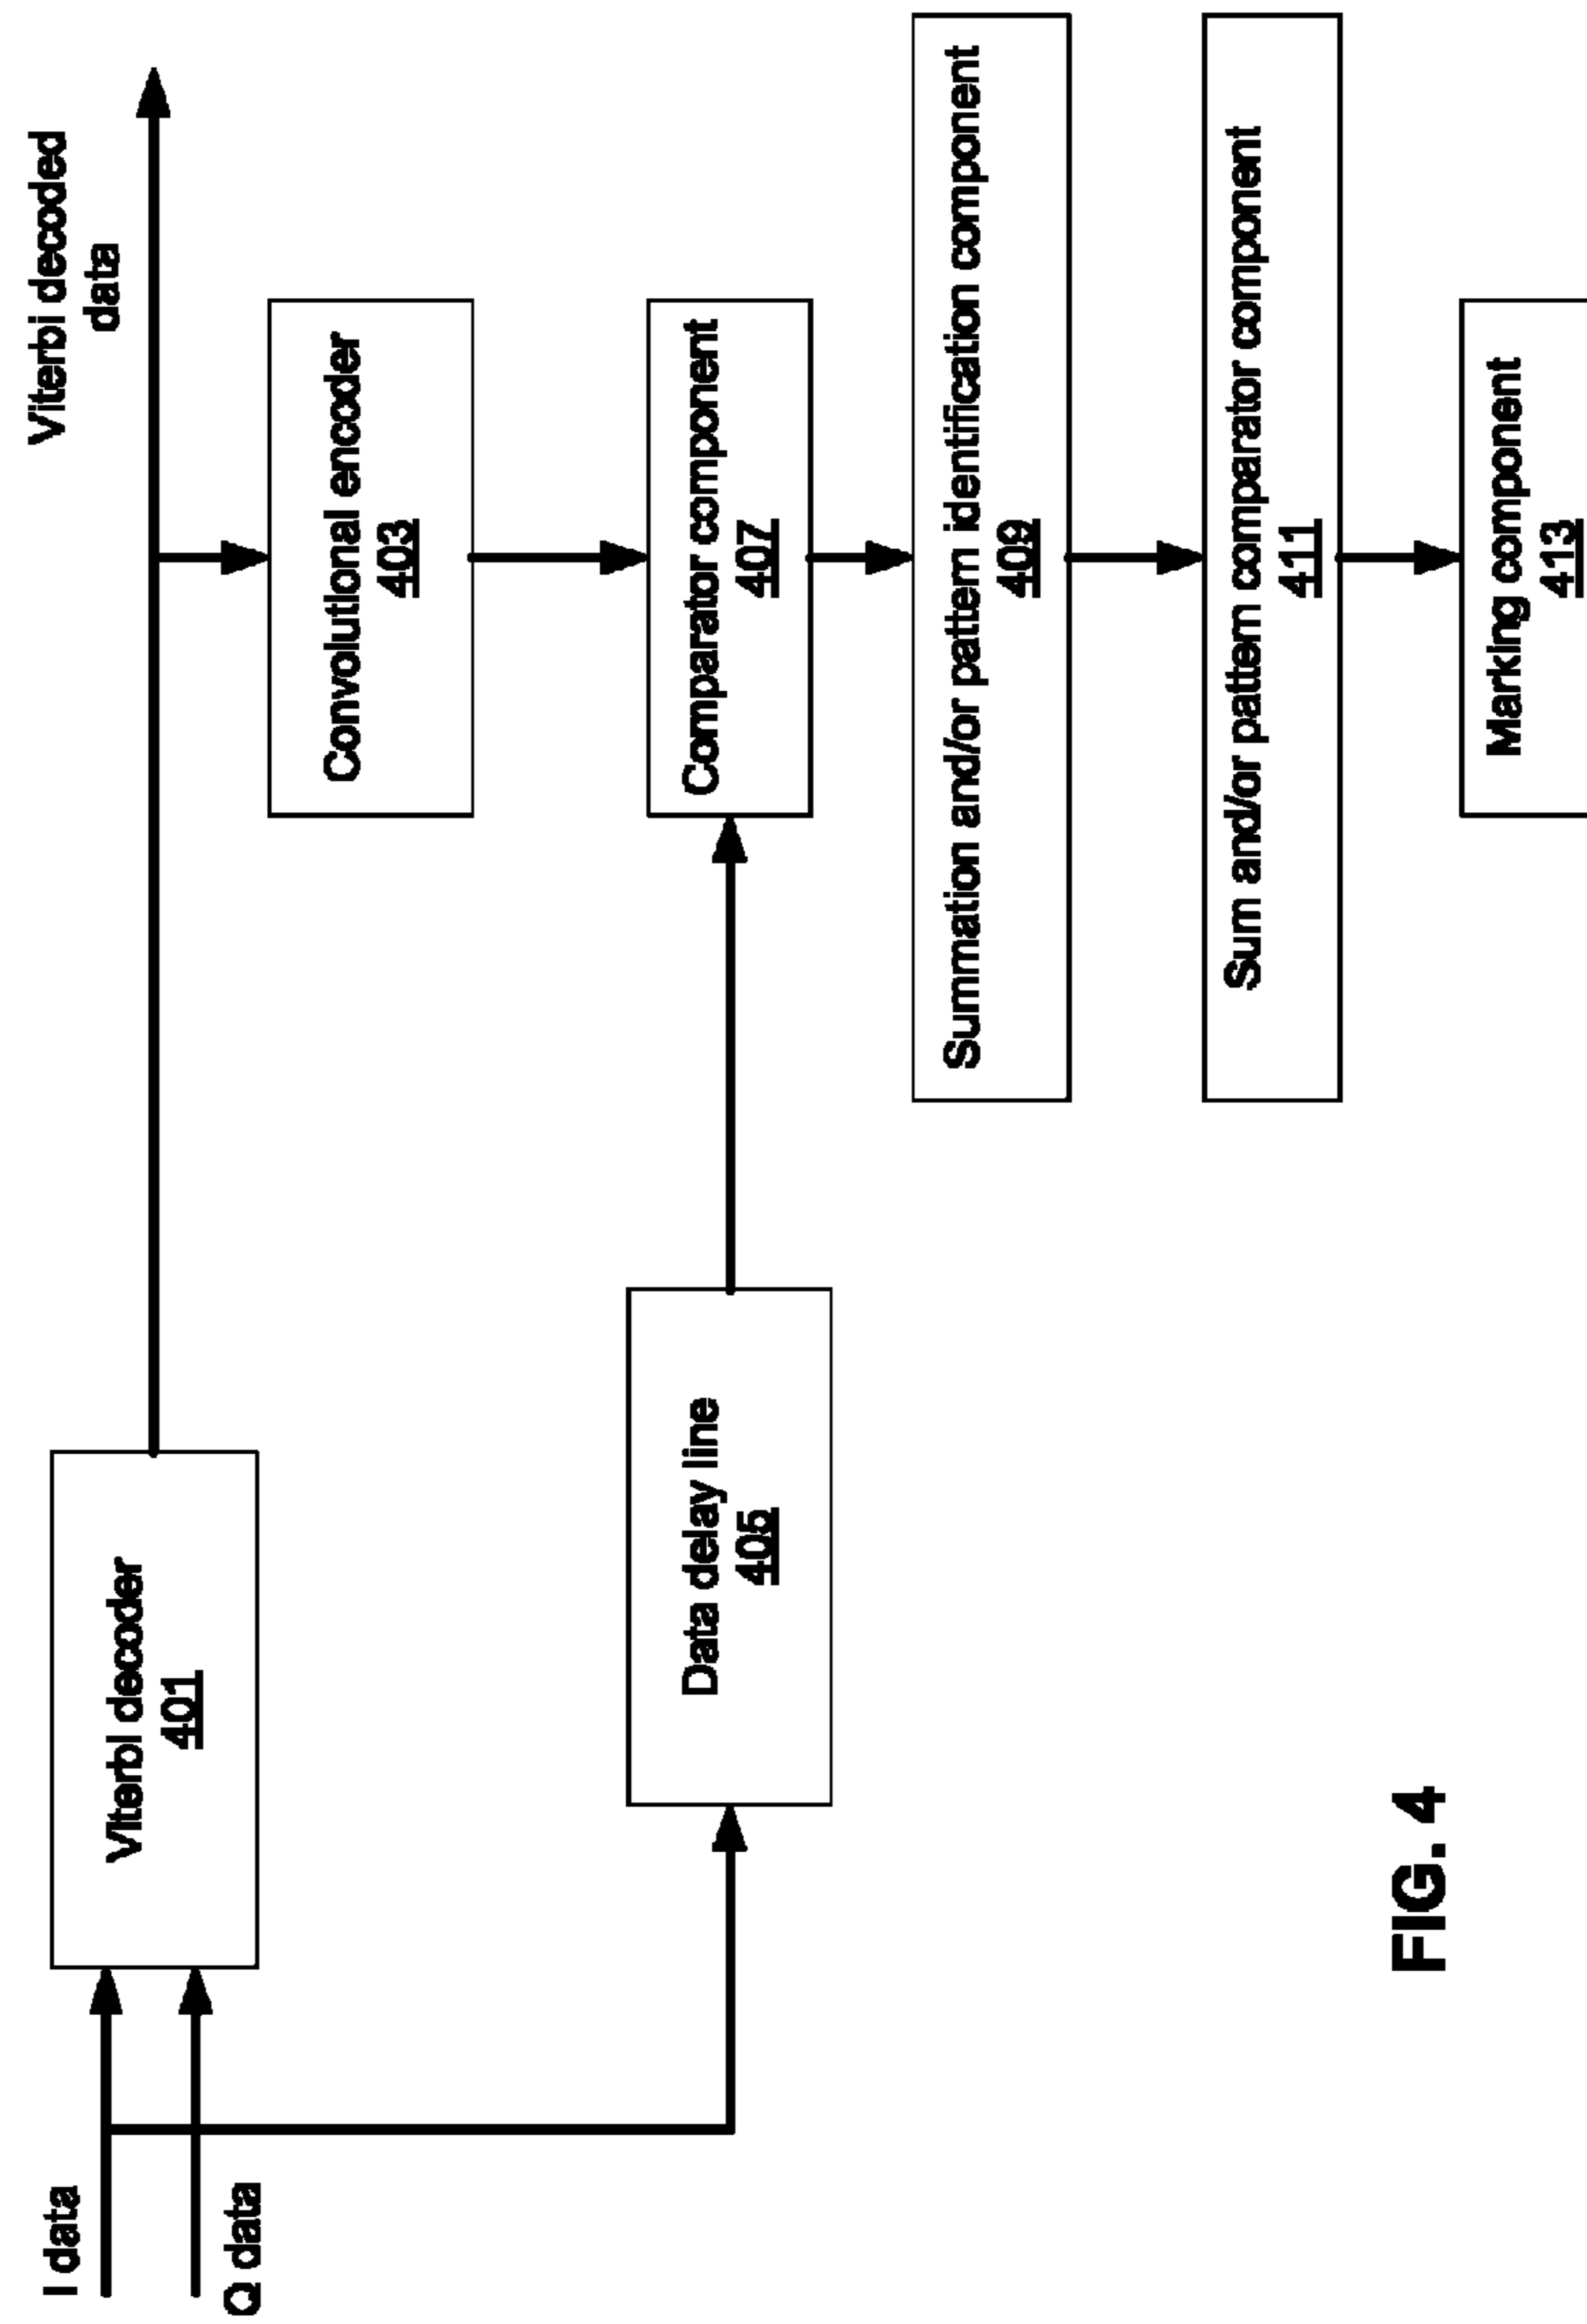 I data
Q data
Viterbi decoder
401
Viterbi decoded
data
Convolutional encoder
403
Data delay line
405
Comparator component
407
Summation and/or pattern identification component
409
Sum and/or pattern comparator component
411
Marking component
413
FIG. 4